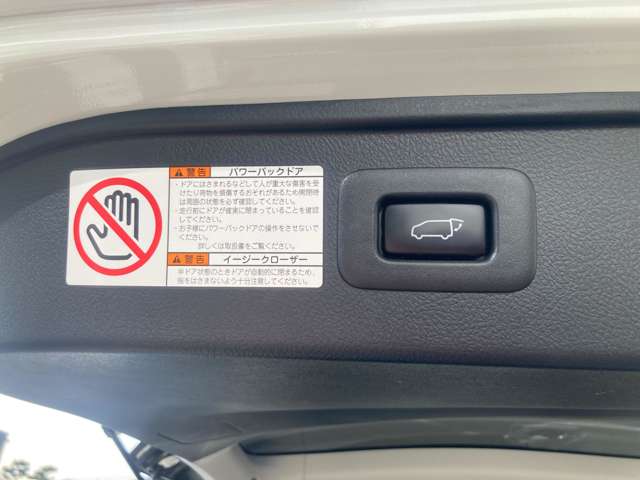 警告 パワーバックドア
・ドアにはさまれるなどして人が重大な傷害を受
けたり荷物を損傷するおそれがあるため開閉時
は周囲の状態を必ず確認してください。
・走行前にドアが確実に閉まっていることを確認
してください。
・お子様にパワーバックドアの操作をさせないで
ください。
詳しくは取扱書をご覧ください。
警告 イージークローザー
※ドア状態のときドアが自動的に閉まるため、
指をはさまないよう十分注意してください。